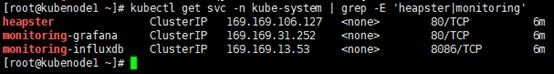 [root@kubenode1 ~]# kubectl get svc -n kube-system | grep -E 'heapster|monitoring'
heapster ClusterIP 169.169.106.127 <none> 80/TCP 6m
monitoring-grafana ClusterIP 169.169.31.252 <none> 80/TCP 6m
monitoring-influxdb ClusterIP 169.169.13.53 <none> 8086/TCP 6m
[root@kubenode1 ~]#